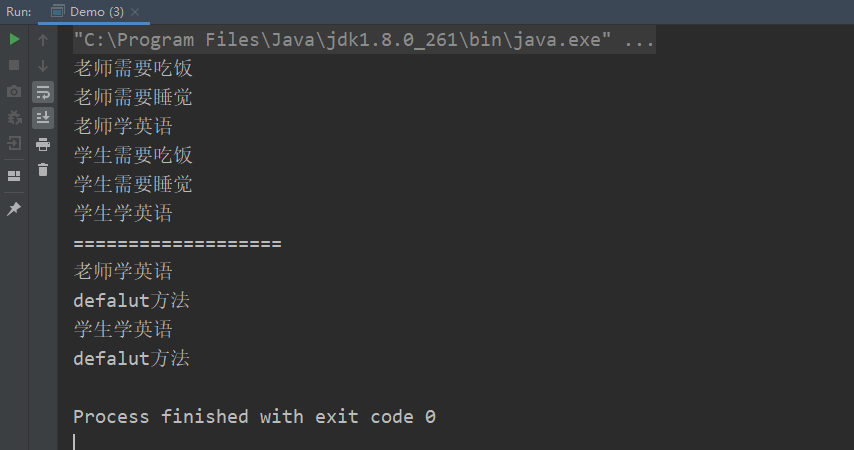 Run: Demo (3) ×
"C:\Program Files\Java\jdk1.8.0_261\bin\java.exe" ...
老师需要吃饭
老师需要睡觉
老师学英语
学生需要吃饭
学生需要睡觉
学生学英语
===================
老师学英语
defalut方法
学生学英语
defalut方法
Process finished with exit code 0